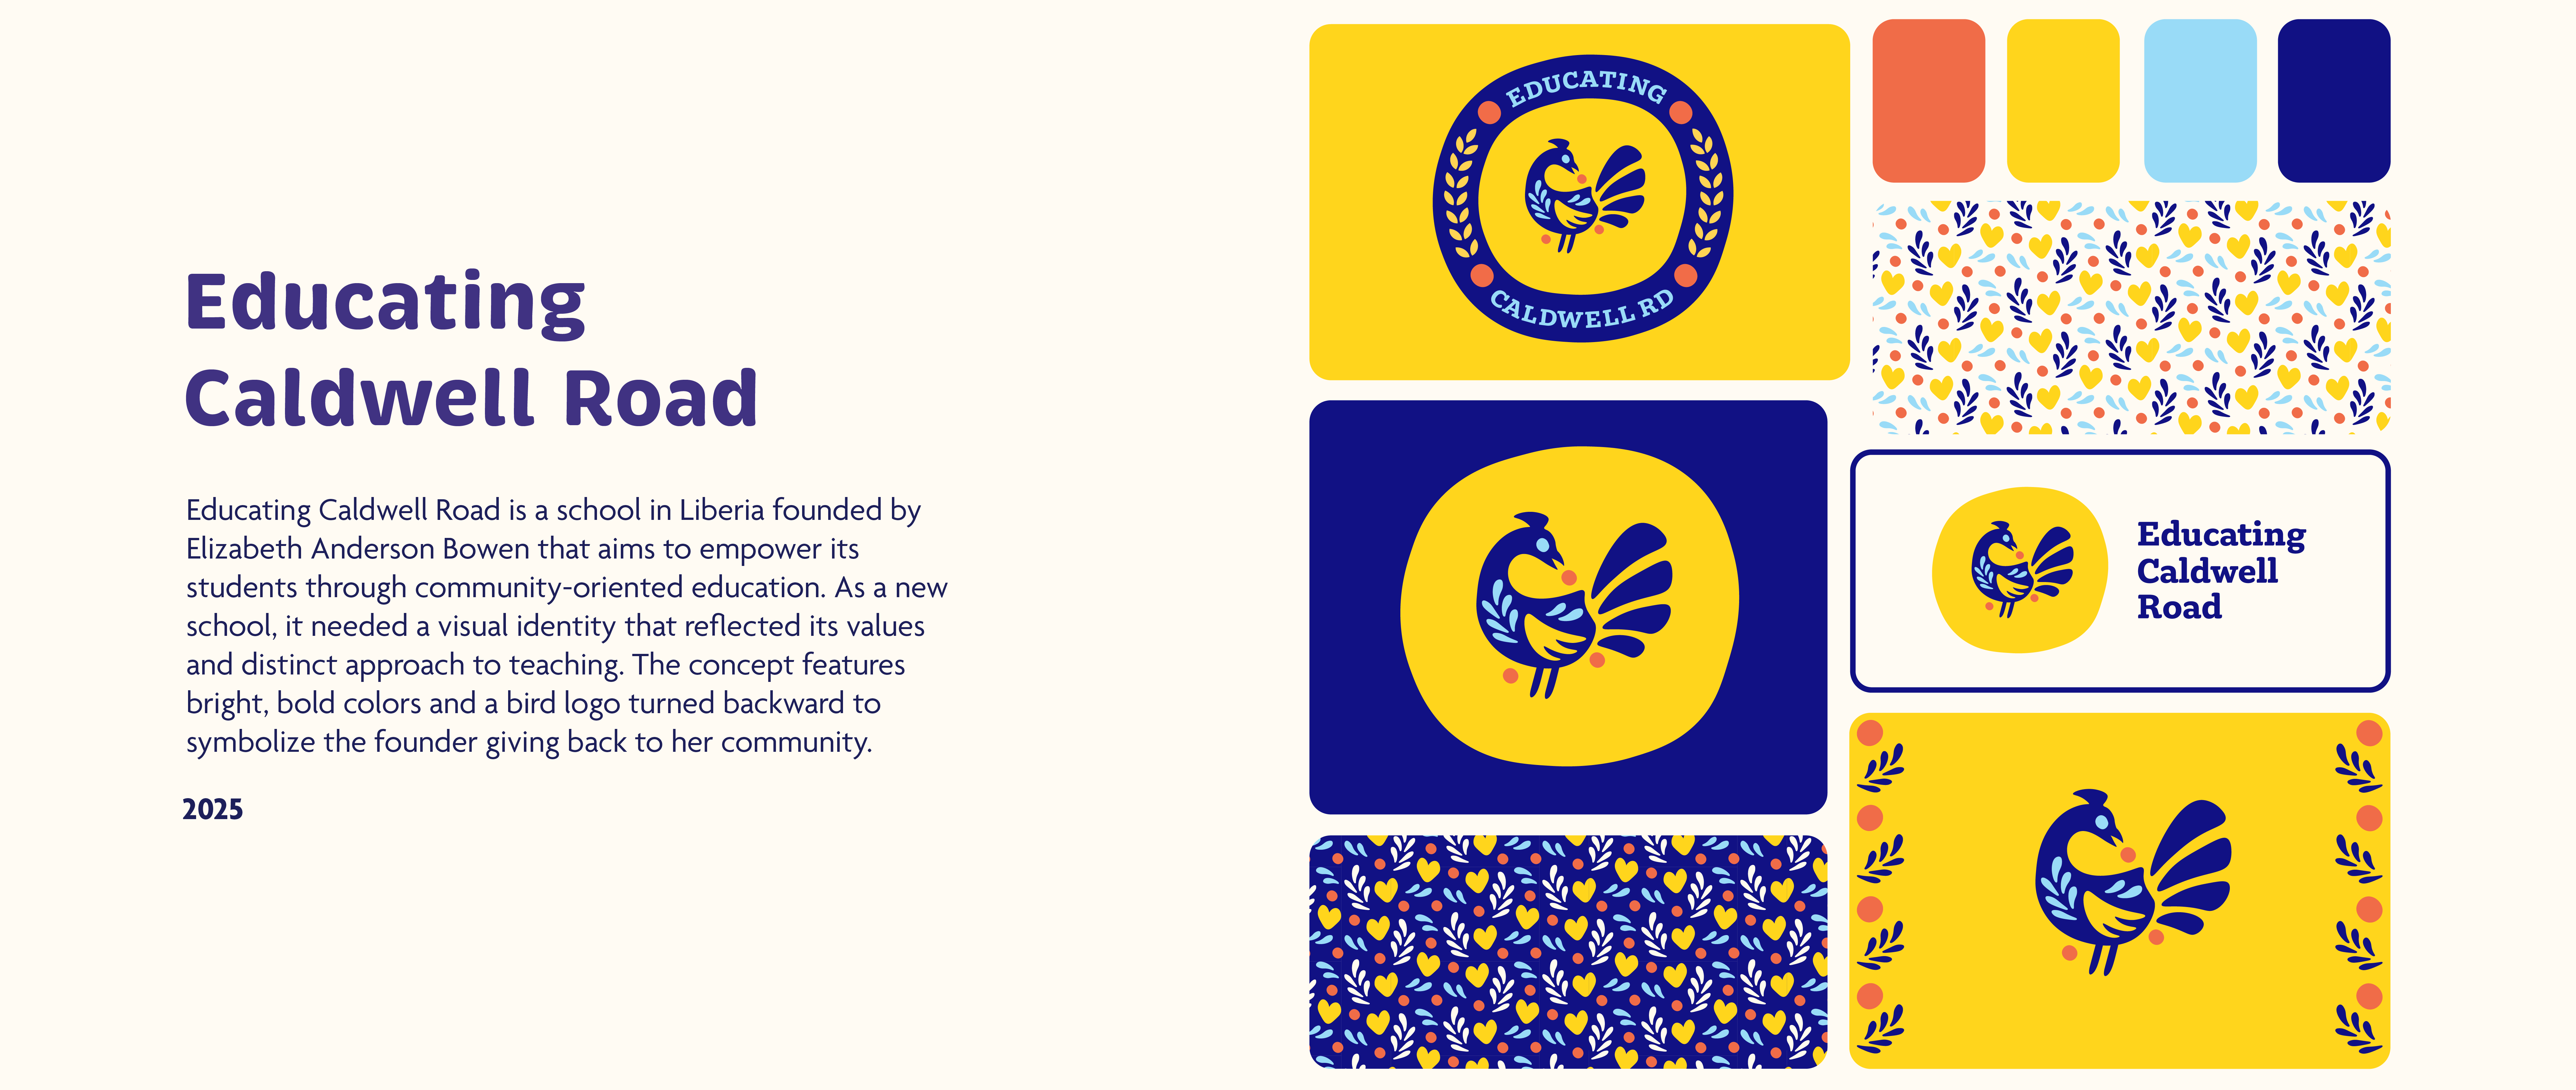 Educating
Caldwell Road
Educating Caldwell Road is a school in Liberia founded by
Elizabeth Anderson Bowen that aims to empower its
students through community-oriented education. As a new
school, it needed a visual identity that reflected its values
and distinct approach to teaching. The concept features
bright, bold colors and a bird logo turned backward to
symbolize the founder giving back to her community.
2025
EDUCATING
CALDWELL RD
Educating
Caldwell
Road